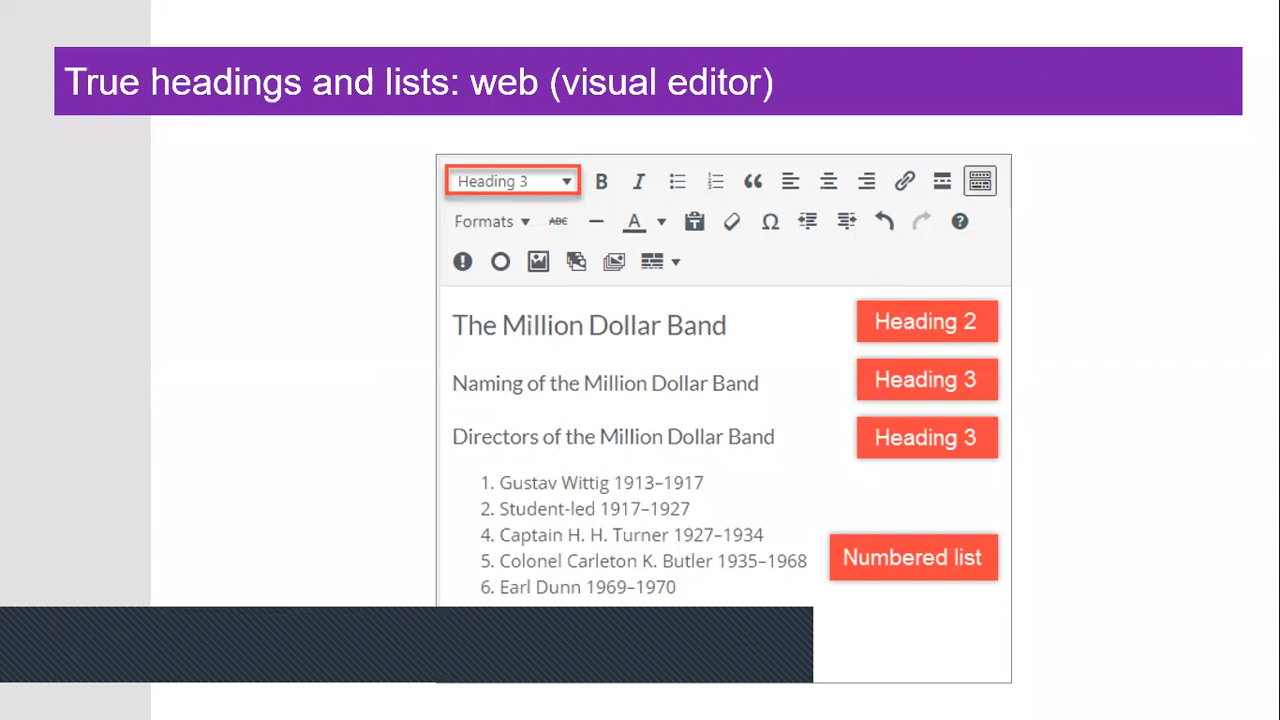 True headings and lists: web (visual editor)
Heading 3
Formats ABC A
The Million Dollar Band Heading 2
Naming of the Million Dollar Band Heading 3
Directors of the Million Dollar Band Heading 3
1. Gustav Wittig 1913–1917
2. Student-led 1917–1927
4. Captain H. H. Turner 1927–1934
5. Colonel Carleton K. Butler 1935–1968 Numbered list
6. Earl Dunn 1969–1970